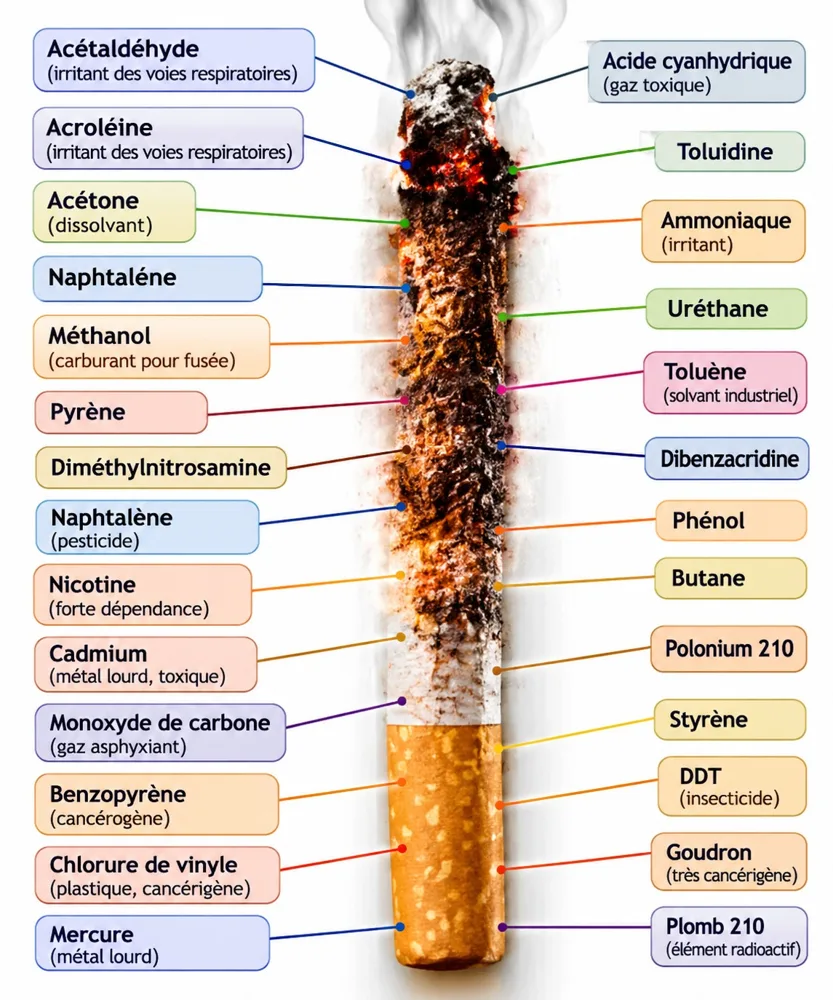 Acétaldéhyde
(irritant des voies respiratoires)
Acroléine
(irritant des voies respiratoires)
Acétone
(dissolvant)
Naphtaléne
Méthanol
(carburant pour fusée)
Pyrène
Diméthylnitrosamine
Naphtalène
(pesticide)
Nicotine
(forte dépendance)
Cadmium
(métal lourd, toxique)
Monoxyde de carbone
(gaz asphyxiant)
Benzopyrène
(cancérogène)
Chlorure de vinyle
(plastique, cancérigène)
Mercure
(métal lourd)
Acide cyanhydrique
(gaz toxique)
Toluidine
Ammoniaque
(irritant)
Uréthane
Toluène
(solvant industriel)
Dibenzacridine
Phénol
Butane
Polonium 210
Styrène
DDT
(insecticide)
Goudron
(très cancérigène)
Plomb 210
(élément radioactif)